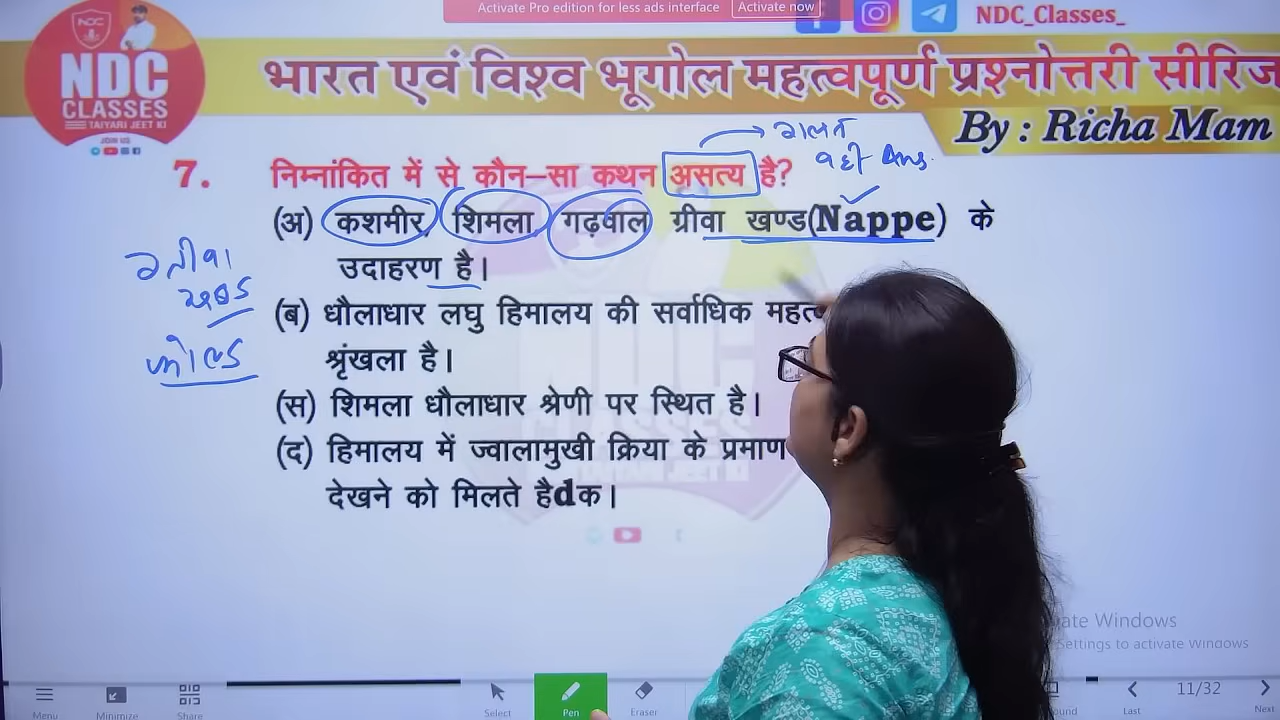 Activate Pro edition for less ads interface Activate now
NDC_Classes_
NDC
NDC
CLASSES
TAIYARI JEET KI
JOIN US
भारत एवं विश्व भूगोल महत्वपूर्ण प्रश्नोत्तरी सीरिज
By : Richa Mam
गलत
वही Ans.
7. निम्नांकित में से कौन–सा कथन असत्य है?
(अ) कशमीर, शिमला गढ़वाल ग्रीवा खण्ड(Nappe) के
उदाहरण है।
ग्रीवा
खण्ड
(ब) धौलाधार लघु हिमालय की सर्वाधिक
श्रृंखला है।
(स) शिमला धौलाधार श्रेणी पर स्थित है।
(द) हिमालय में ज्वालामुखी क्रिया के प्रमाण
देखने को मिलते हैdक।
Settings to activate Windows
Menu Minimize Share Select Pen Eraser Last 11/32 Next